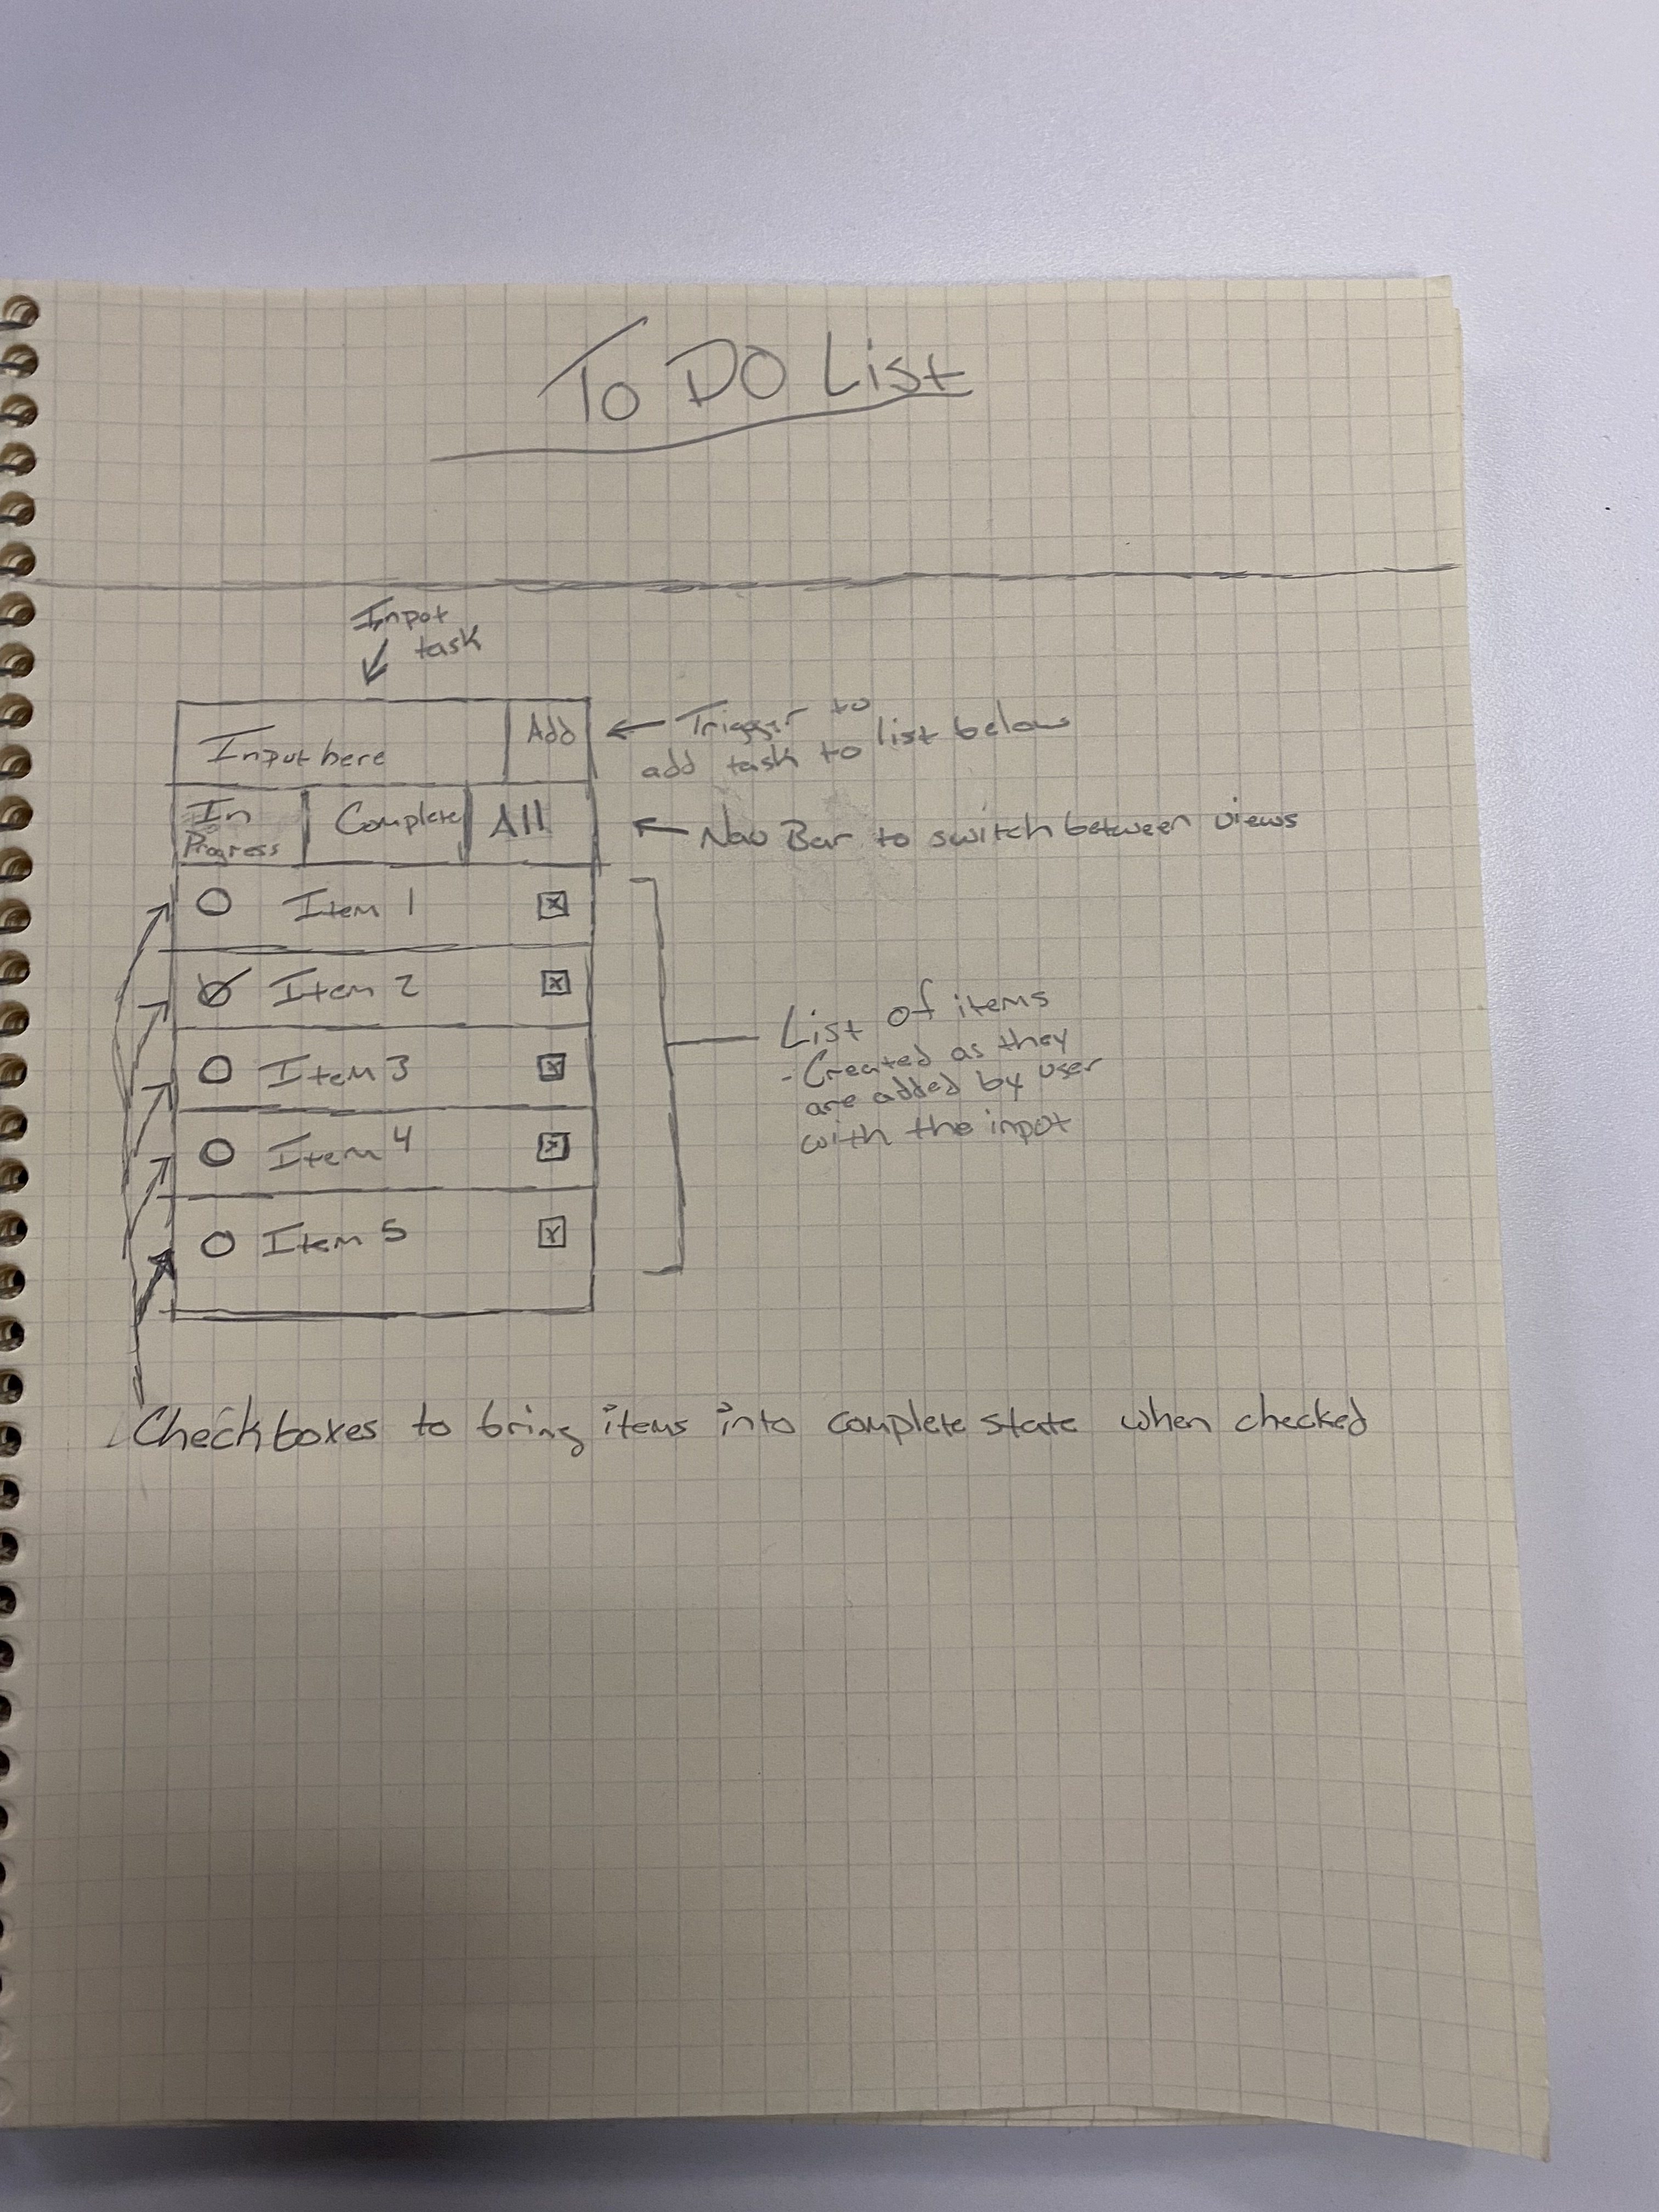 To DO List
Input
task
Input here
Add
Trigger to
add task to list below
In
Progress
Complete
All
Nav Bar to switch between views
Item 1
x
Item 2
x
Item 3
x
Item 4
x
Item 5
x
List of items
- Created as they
are added by user
with the input
Checkboxes to bring items into complete state when checked